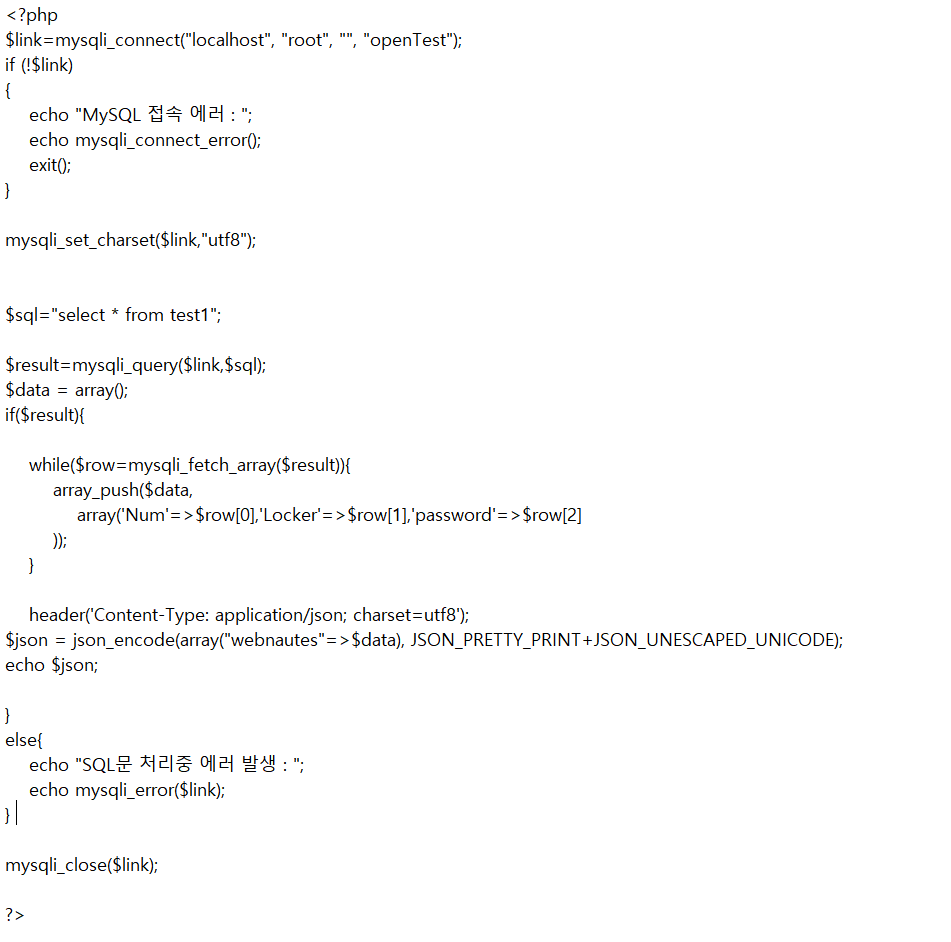 <?php
$link=mysqli_connect("localhost", "root", "", "openTest");
if (!$link)
{
echo "MySQL 접속 에러 : ";
echo mysqli_connect_error();
exit();
}
mysqli_set_charset($link,"utf8");
$sql="select * from test1";
$result=mysqli_query($link,$sql);
$data = array();
if($result){
while($row=mysqli_fetch_array($result)){
array_push($data,
array('Num'=>$row[0],'Locker'=>$row[1],'password'=>$row[2]
));
}
header('Content-Type: application/json; charset=utf8');
$json = json_encode(array("webnautes"=>$data), JSON_PRETTY_PRINT+JSON_UNESCAPED_UNICODE);
echo $json;
}
else{
echo "SQL문 처리중 에러 발생 : ";
echo mysqli_error($link);
}
mysqli_close($link);
?>